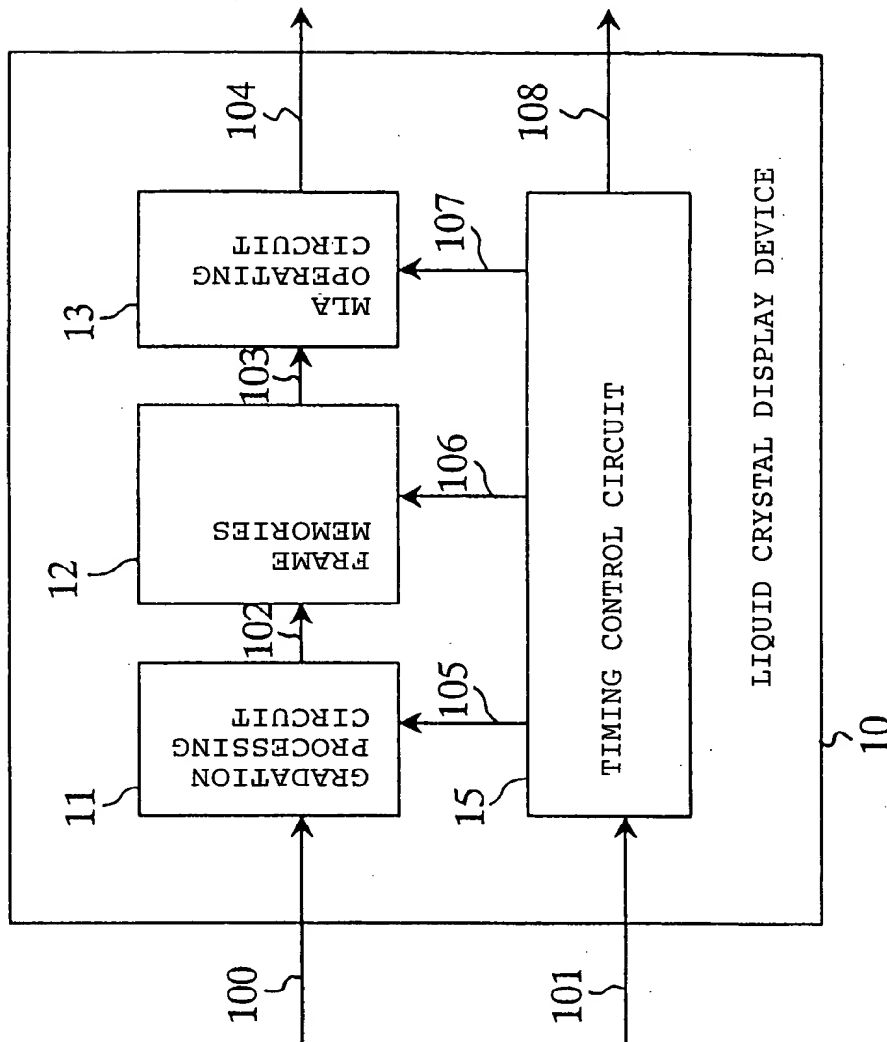 104
108
13
MLA
OPERATING
CIRCUIT
107
103
12
FRAME
MEMORIES
106
102
11
GRADATION
PROCESSING
CIRCUIT
105
15
TIMING CONTROL CIRCUIT
LIQUID CRYSTAL DISPLAY DEVICE
10
100
101